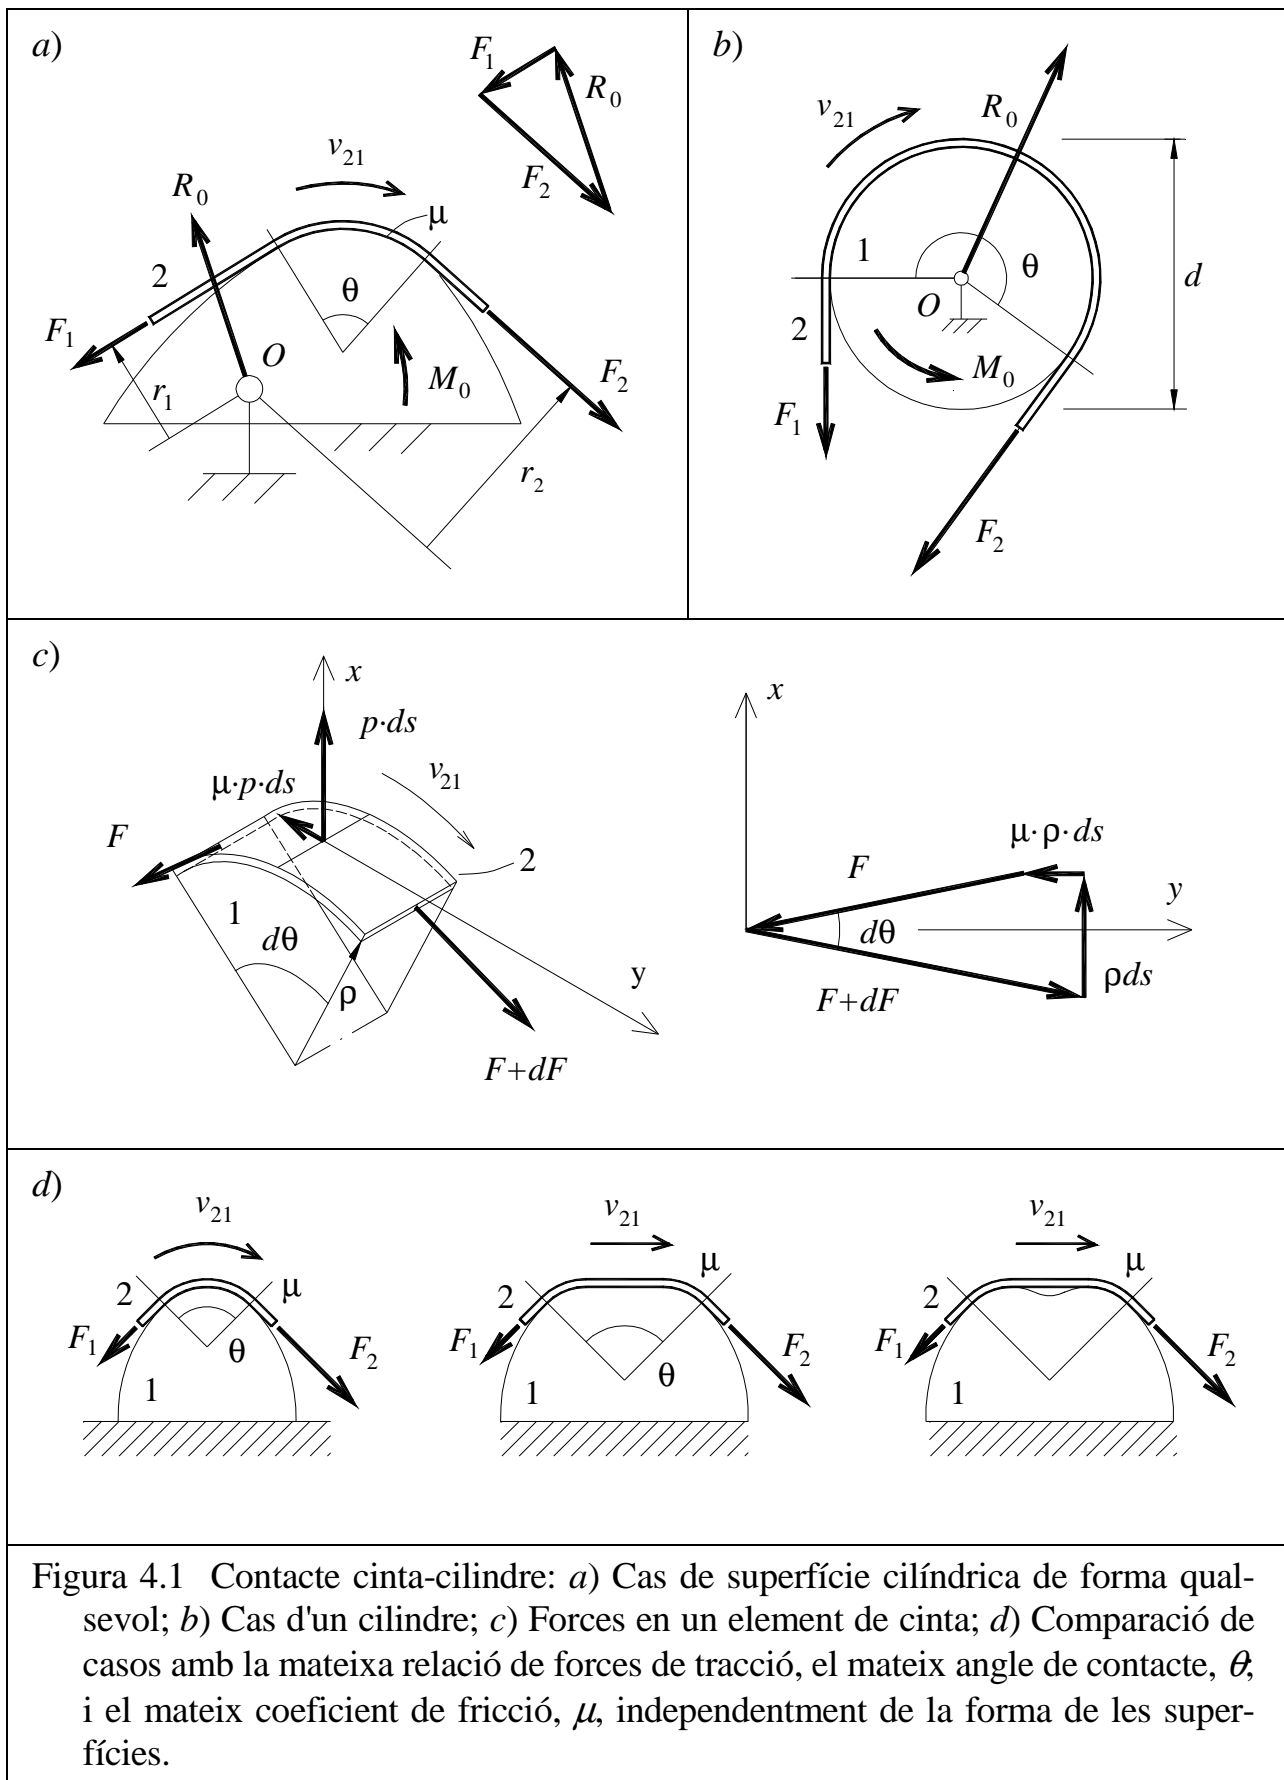 a)
F₁
R₀
F₂
v₂₁
R₀
μ
2
θ
F₁
O
M₀
F₂
r₁
r₂
b)
R₀
v₂₁
1
θ
d
O
2
M₀
F₁
F₂
c)
x
p·ds
v₂₁
μ·p·ds
F
2
1
dθ
ρ
y
F+dF
x
μ·ρ·ds
F
y
dθ
ρds
F+dF
d)
v₂₁
2
μ
F₁
θ
F₂
1
v₂₁
μ
2
F₁
F₂
1
θ
v₂₁
μ
2
F₁
F₂
1
Figura 4.1 Contacte cinta-cilindre: a) Cas de superfície cilíndrica de forma qual-
sevol; b) Cas d'un cilindre; c) Forces en un element de cinta; d) Comparació de
casos amb la mateixa relació de forces de tracció, el mateix angle de contacte, θ,
i el mateix coeficient de fricció, μ, independentment de la forma de les super-
fícies.